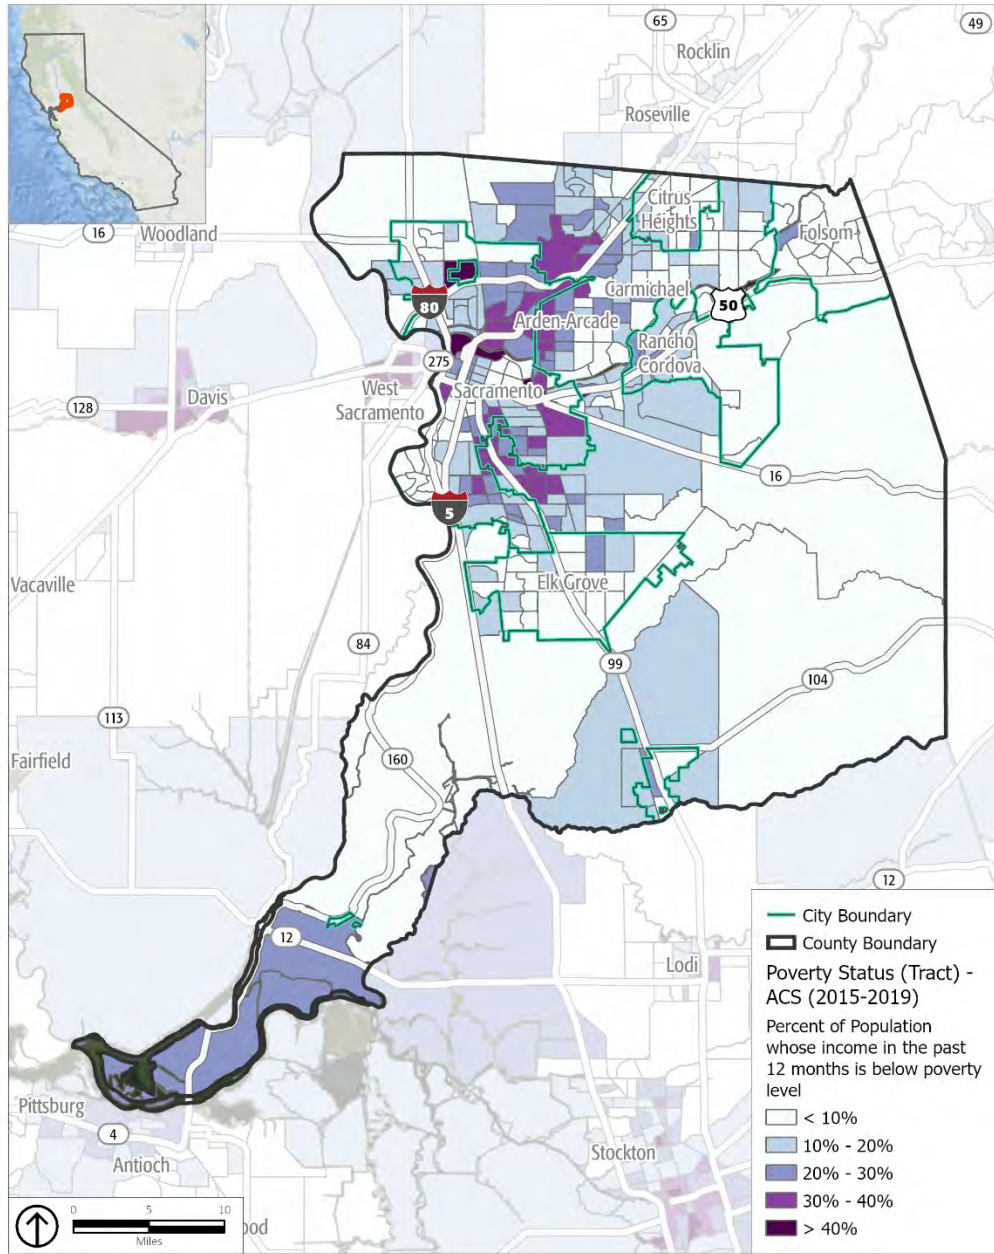 65
49
Rocklin
Roseville
Citrus
Heights
16
Woodland
Folsom
80
Carmichael
50
Arden-Arcade
Rancho
Cordova
275
West
Sacramento
Sacramento
128
Davis
16
5
Vacaville
Elk Grove
84
99
104
113
160
Fairfield
12
12
Lodi
Pittsburg
4
Antioch
Stockton
City Boundary
County Boundary
Poverty Status (Tract) -
ACS (2015-2019)
Percent of Population
whose income in the past
12 months is below poverty
level
< 10%
10% - 20%
20% - 30%
30% - 40%
> 40%
0 5 10
Miles
ood